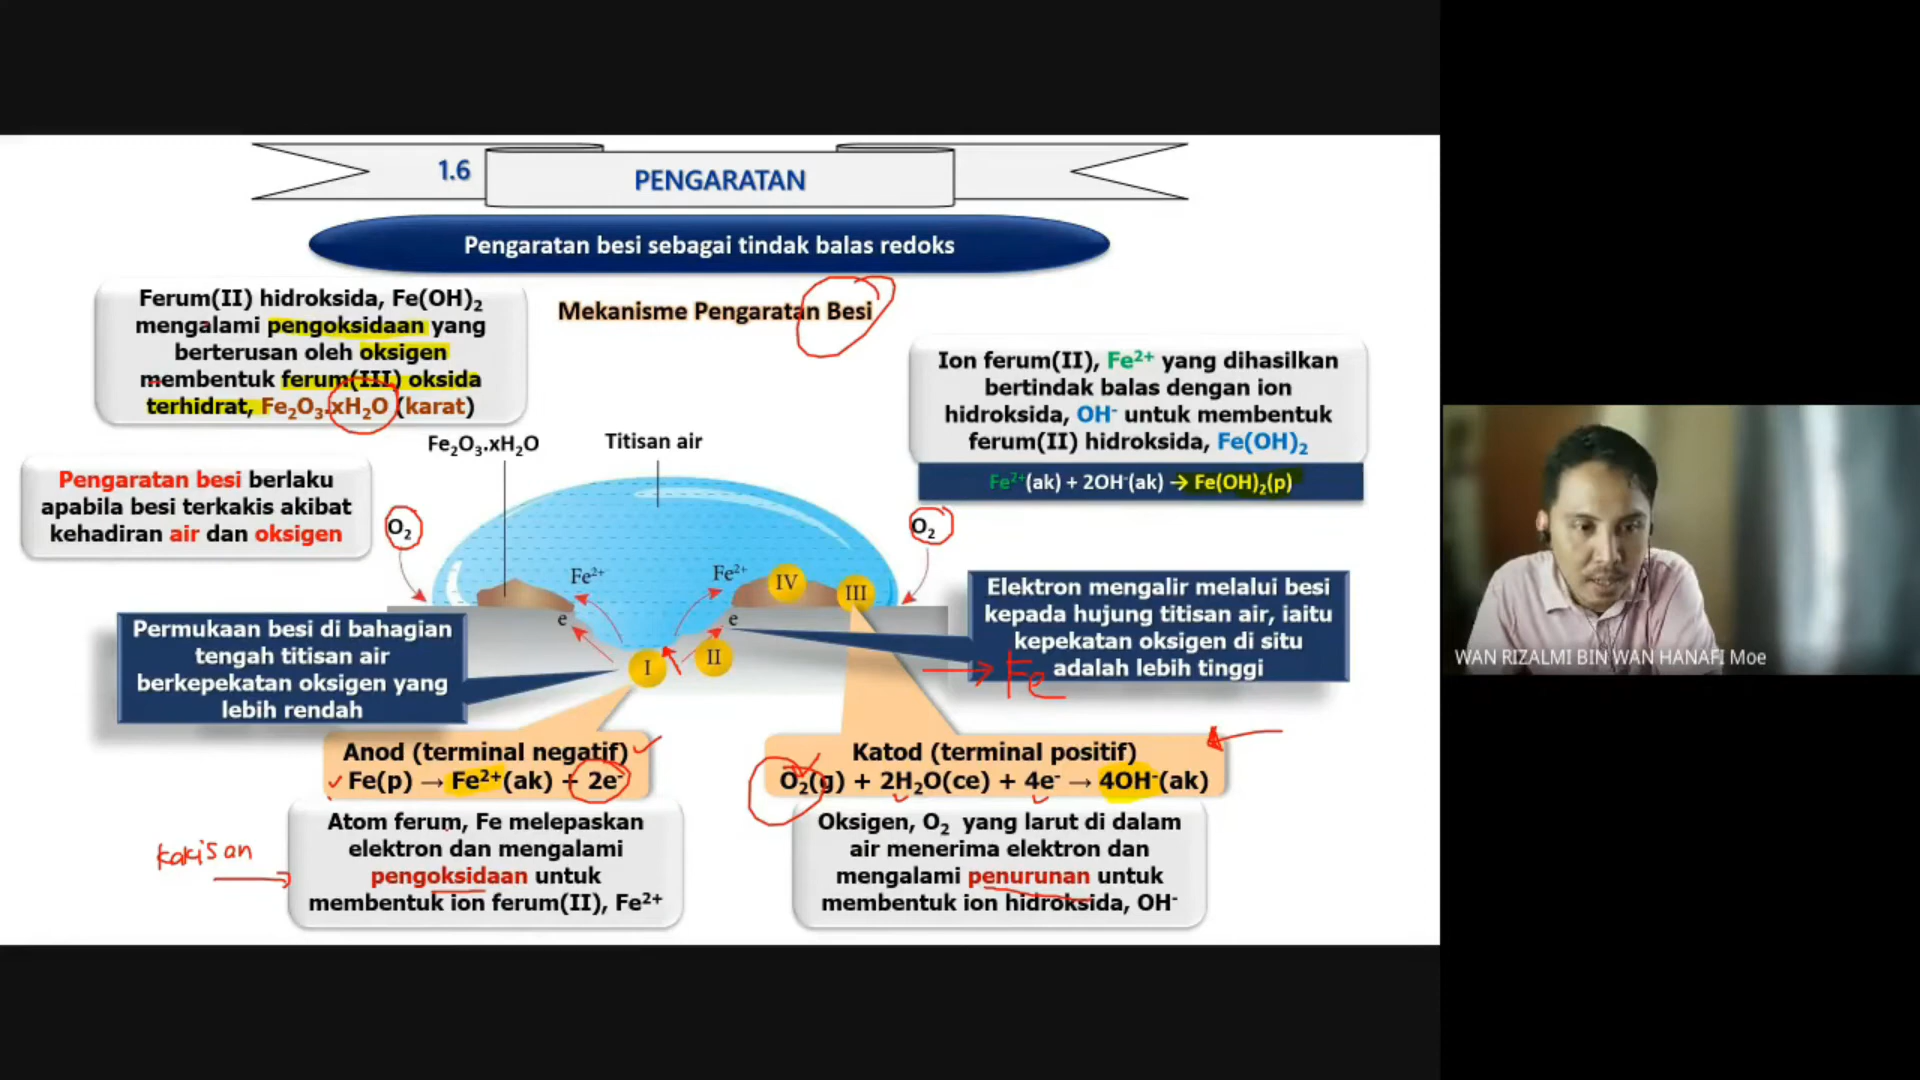 1.6
PENGARATAN
Pengaratan besi sebagai tindak balas redoks
Mekanisme Pengaratan Besi
Ferum(II) hidroksida, Fe(OH)₂
mengalami pengoksidaan yang
berterusan oleh oksigen
membentuk ferum(III) oksida
terhidrat, Fe₂O₃.xH₂O (karat)
Ion ferum(II), Fe²⁺ yang dihasilkan
bertindak balas dengan ion
hidroksida, OH⁻ untuk membentuk
ferum(II) hidroksida, Fe(OH)₂
Fe²⁺(ak) + 2OH⁻(ak) → Fe(OH)₂(p)
Pengaratan besi berlaku
apabila besi terkakis akibat
kehadiran air dan oksigen
Fe₂O₃.xH₂O
Titisan air
O₂
O₂
Fe²⁺
Fe²⁺
IV
III
e
e
I
II
Permukaan besi di bahagian
tengah titisan air
berkepekatan oksigen yang
lebih rendah
Elektron mengalir melalui besi
kepada hujung titisan air, iaitu
kepekatan oksigen di situ
adalah lebih tinggi
Fe
Anod (terminal negatif)
Fe(p) → Fe²⁺(ak) + 2e⁻
Atom ferum, Fe melepaskan
elektron dan mengalami
pengoksidaan untuk
membentuk ion ferum(II), Fe²⁺
kakisan
Katod (terminal positif)
O₂(g) + 2H₂O(ce) + 4e⁻ → 4OH⁻(ak)
Oksigen, O₂ yang larut di dalam
air menerima elektron dan
mengalami penurunan untuk
membentuk ion hidroksida, OH⁻
WAN RIZALMI BIN WAN HANAFI Moe